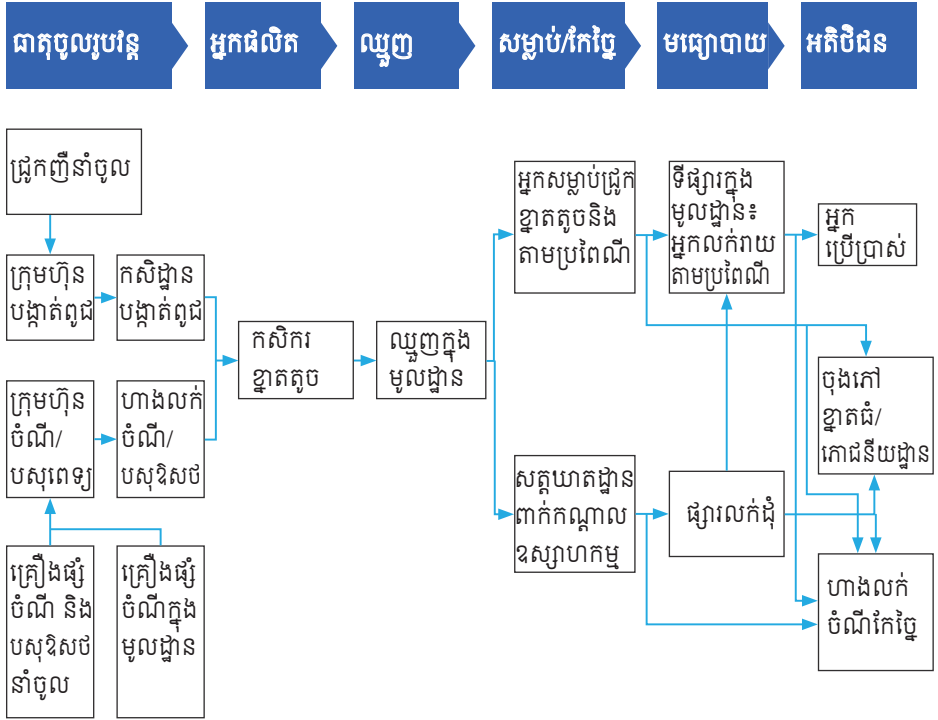 ធាតុចូលរូបវន្ត
អ្នកផលិត
ឈ្មួញ
សម្លាប់/កែច្នៃ
មធ្យោបាយ
អតិថិជន
ជ្រូកញឺនាំចូល
ក្រុមហ៊ុន
បង្កាត់ពូជ
កសិដ្ឋាន
បង្កាត់ពូជ
ក្រុមហ៊ុន
ចំណី/
បសុពេទ្យ
ហាងលក់
ចំណី/
បសុឱសថ
គ្រឿងផ្សំ
ចំណី និង
បសុឱសថ
នាំចូល
គ្រឿងផ្សំ
ចំណីក្នុង
មូលដ្ឋាន
កសិករ
ខ្នាតតូច
ឈ្មួញក្នុង
មូលដ្ឋាន
អ្នកសម្លាប់ជ្រូក
ខ្នាតតូចនិង
តាមប្រពៃណី
សត្តឃាតដ្ឋាន
ពាក់កណ្តាល
ឧស្សាហកម្ម
ទីផ្សារក្នុង
មូលដ្ឋាន៖
អ្នកលក់រាយ
តាមប្រពៃណី
ផ្សារលក់ដុំ
អ្នក
ប្រើប្រាស់
ចុងភៅ
ខ្នាតធំ/
ភោជនីយដ្ឋាន
ហាងលក់
ចំណីកែច្នៃ